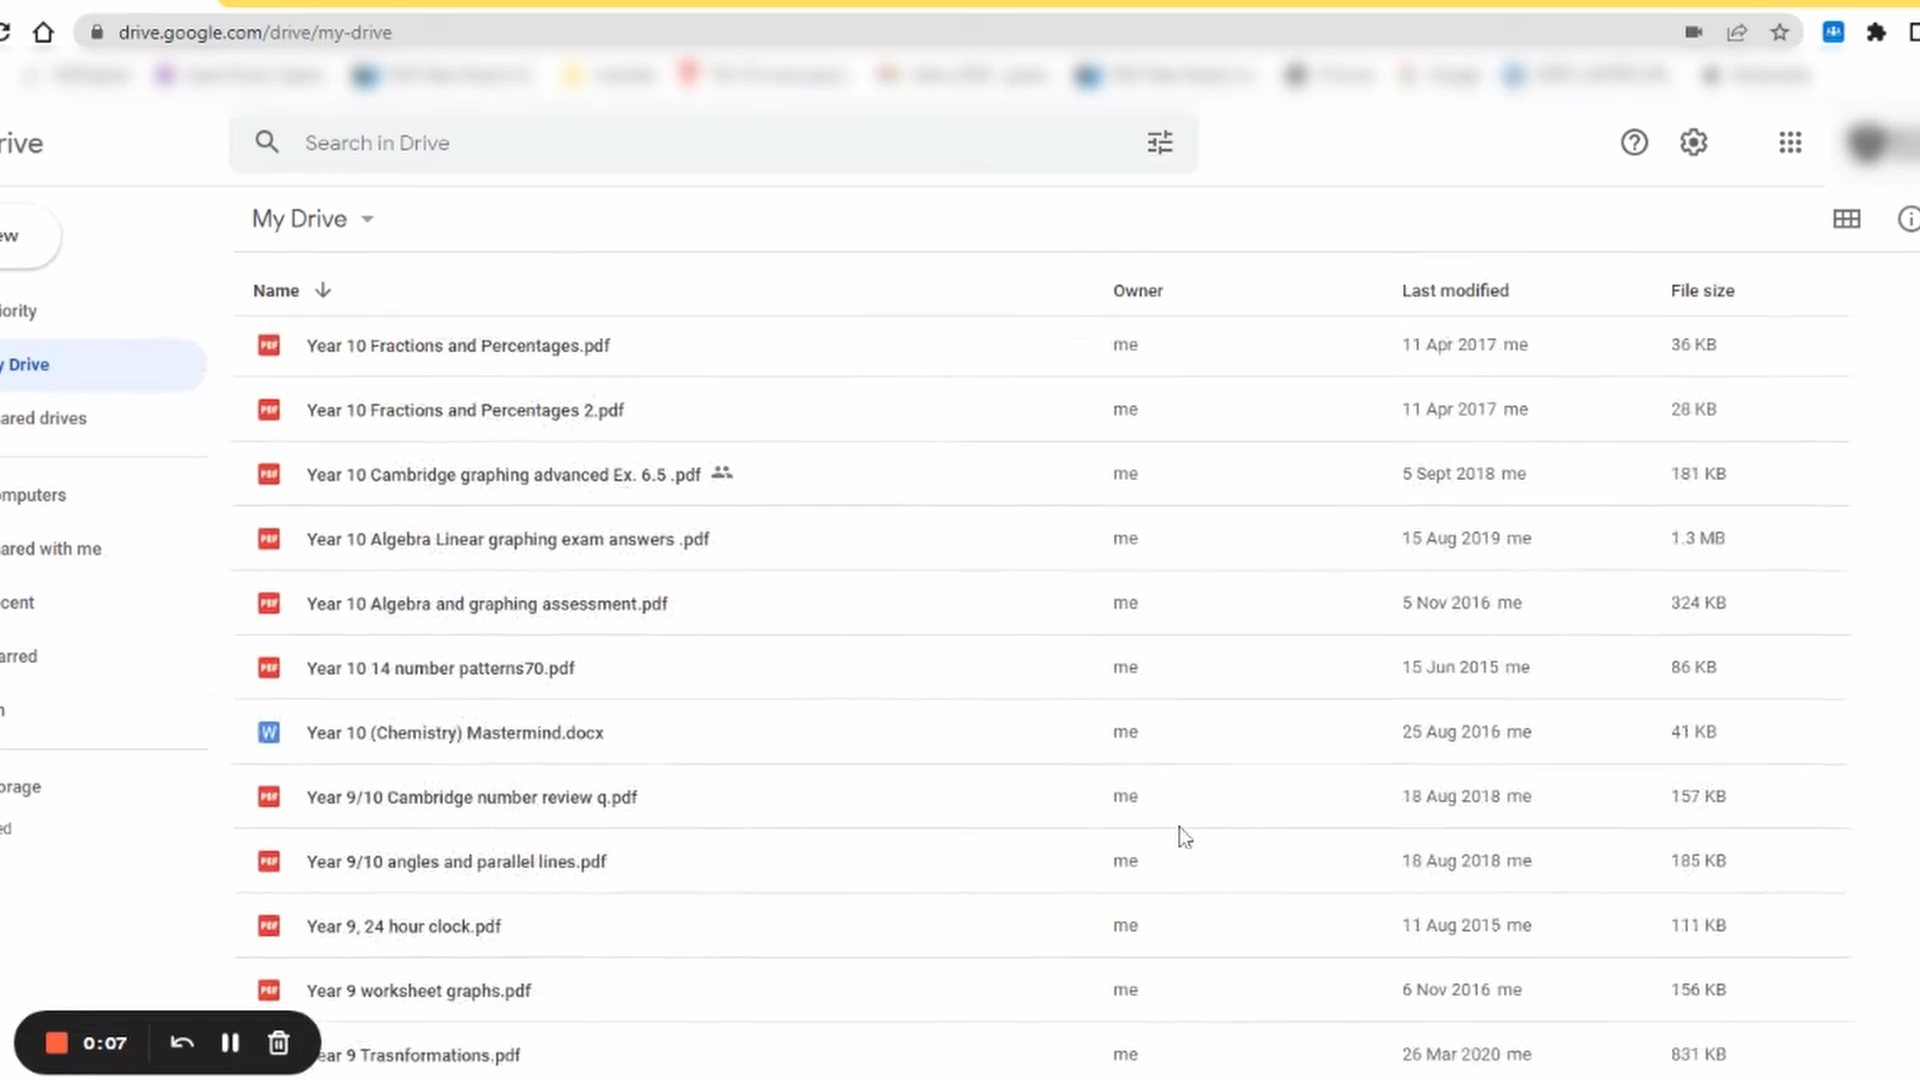 drive.google.com/drive/my-drive
rive
Search in Drive
ew
My Drive
iority
y Drive
ared drives
omputers
ared with me
cent
arred
n
orage
ed
Name Owner Last modified File size
Year 10 Fractions and Percentages.pdf me 11 Apr 2017 me 36 KB
Year 10 Fractions and Percentages 2.pdf me 11 Apr 2017 me 28 KB
Year 10 Cambridge graphing advanced Ex. 6.5 .pdf me 5 Sept 2018 me 181 KB
Year 10 Algebra Linear graphing exam answers .pdf me 15 Aug 2019 me 1.3 MB
Year 10 Algebra and graphing assessment.pdf me 5 Nov 2016 me 324 KB
Year 10 14 number patterns70.pdf me 15 Jun 2015 me 86 KB
W Year 10 (Chemistry) Mastermind.docx me 25 Aug 2016 me 41 KB
Year 9/10 Cambridge number review q.pdf me 18 Aug 2018 me 157 KB
Year 9/10 angles and parallel lines.pdf me 18 Aug 2018 me 185 KB
Year 9, 24 hour clock.pdf me 11 Aug 2015 me 111 KB
Year 9 worksheet graphs.pdf me 6 Nov 2016 me 156 KB
ear 9 Trasnformations.pdf me 26 Mar 2020 me 831 KB
0:07